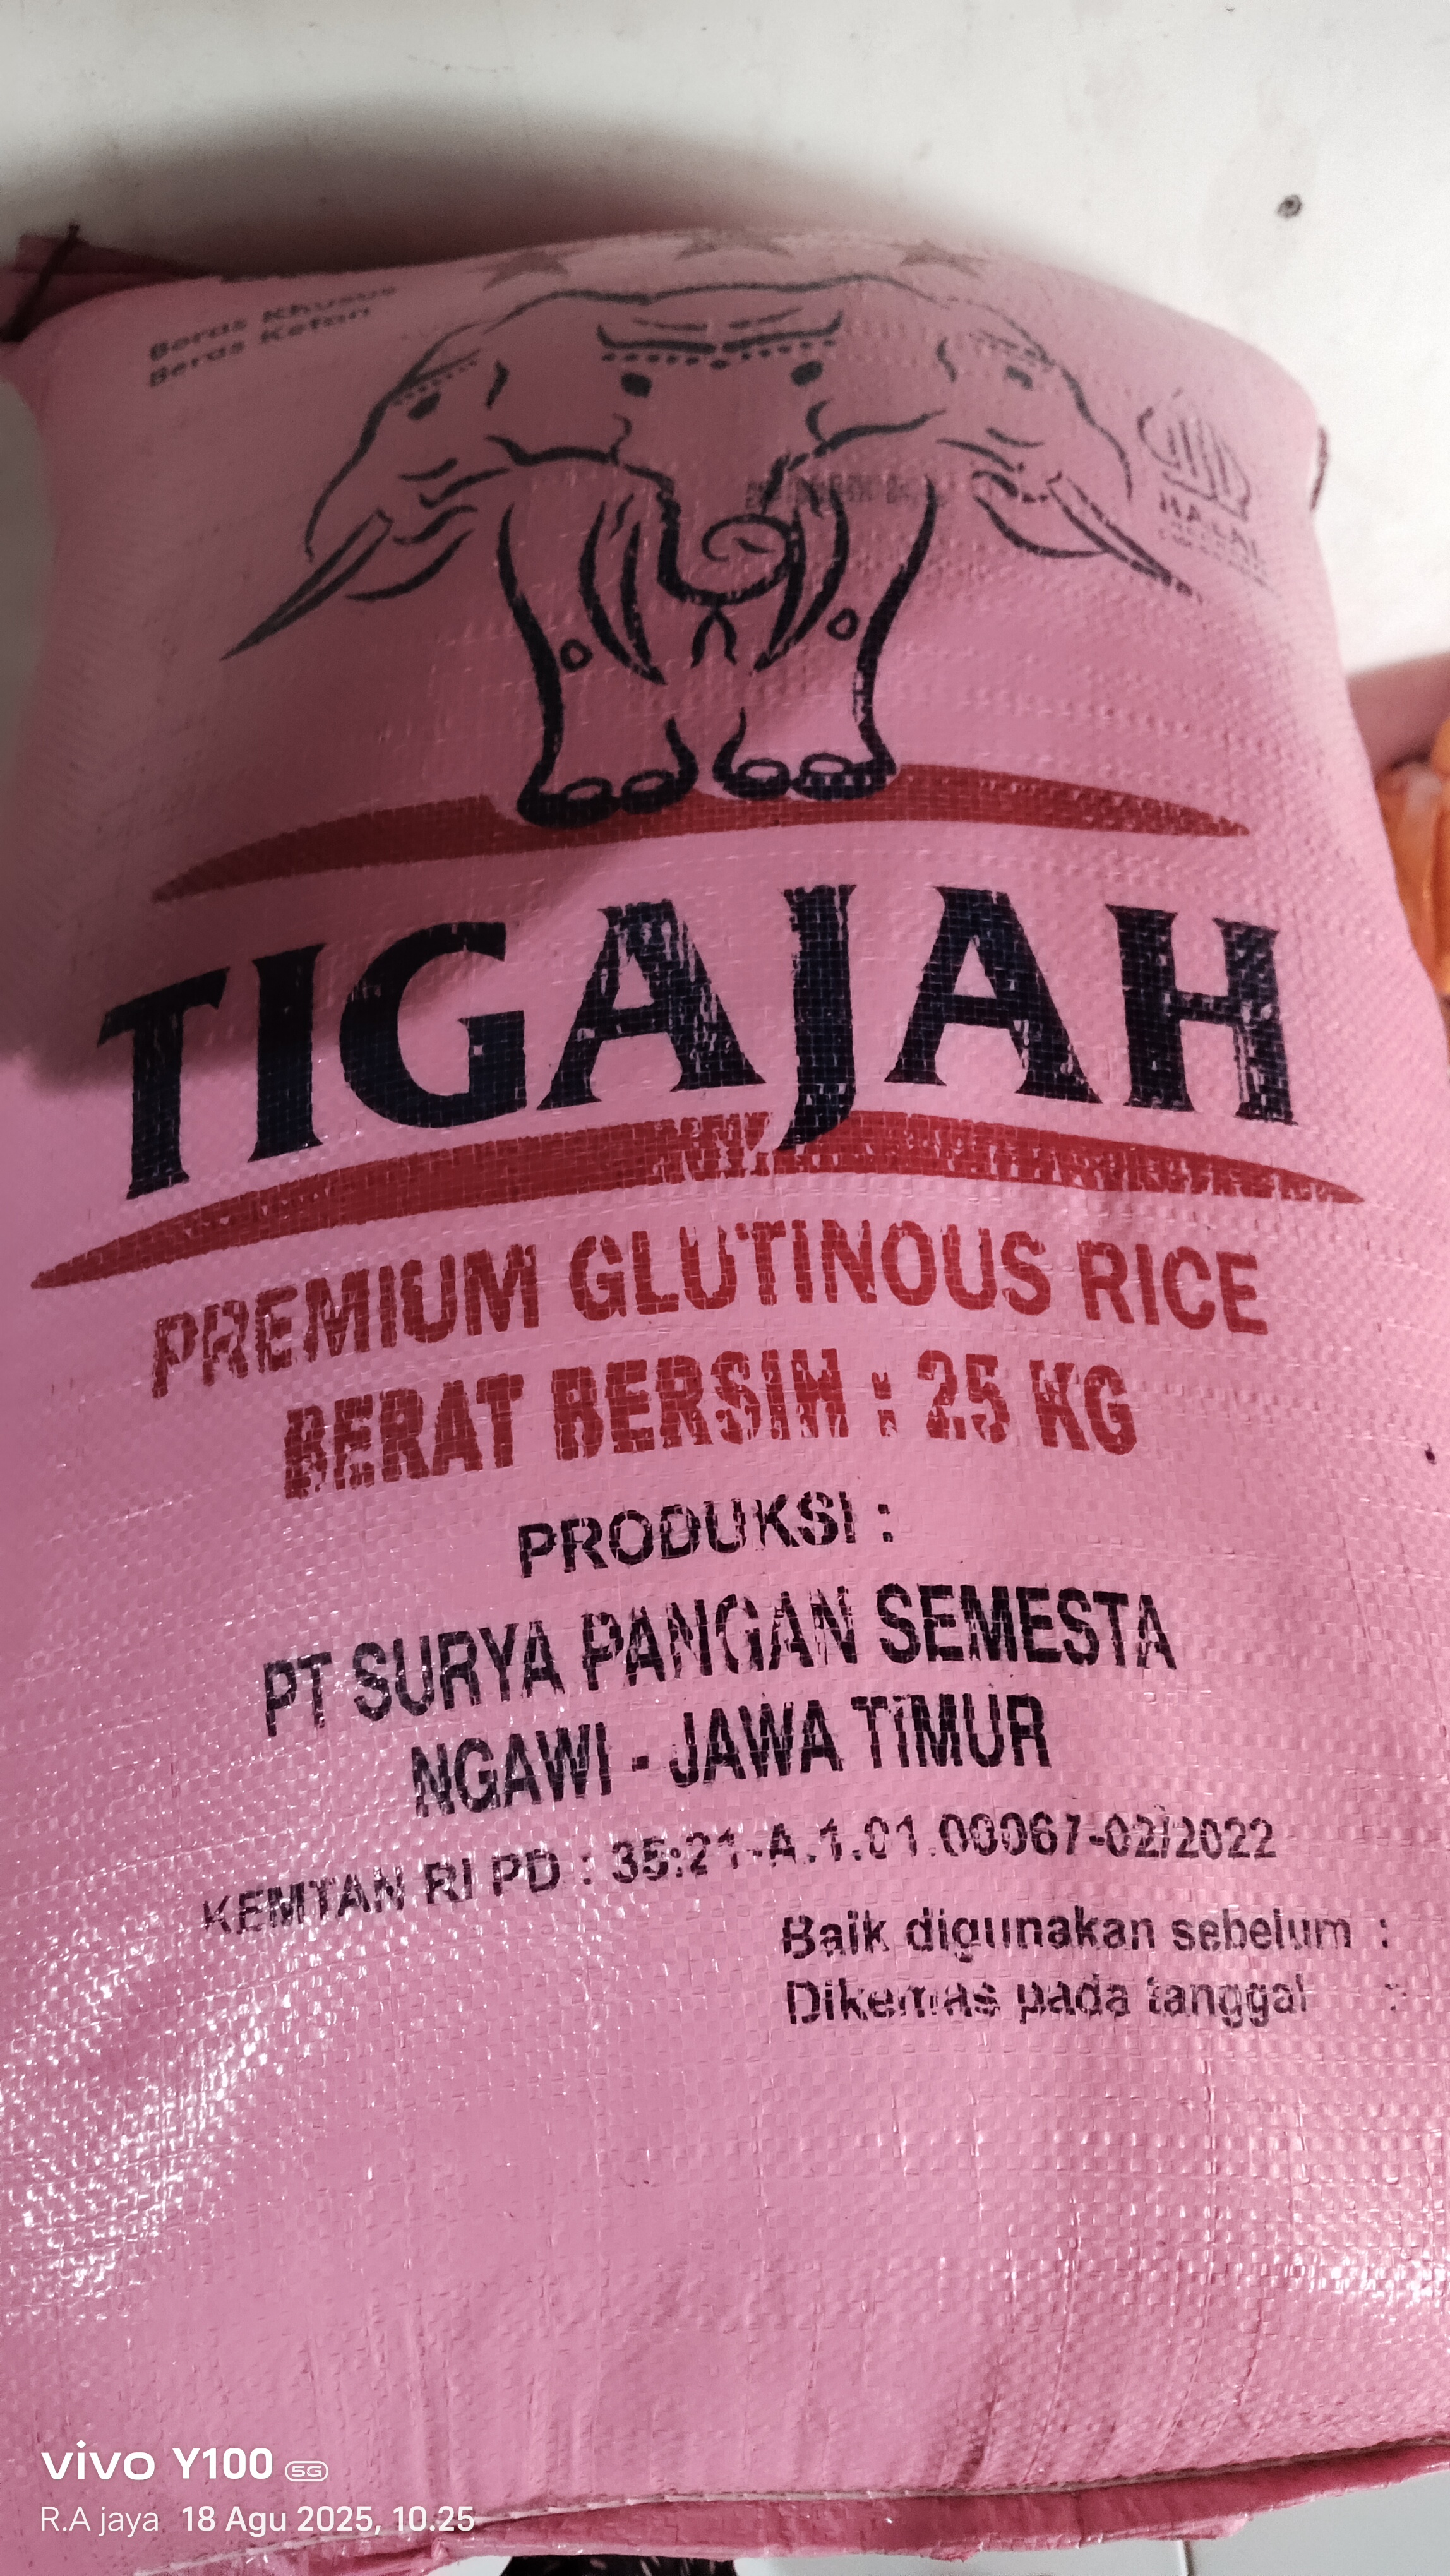 Beras Khusus
Beras Ketan
HALAL
TIGAJAH
PREMIUM GLUTINOUS RICE
BERAT BERSIH : 25 KG
PRODUKSI :
PT SURYA PANGAN SEMESTA
NGAWI - JAWA TIMUR
KEMTAN RI PD : 35:21-A.1.01.00067-02/2022
Baik digunakan sebelum :
Dikemas pada tanggal :
vivo Y100 5G
R.A jaya 18 Agu 2025, 10.25